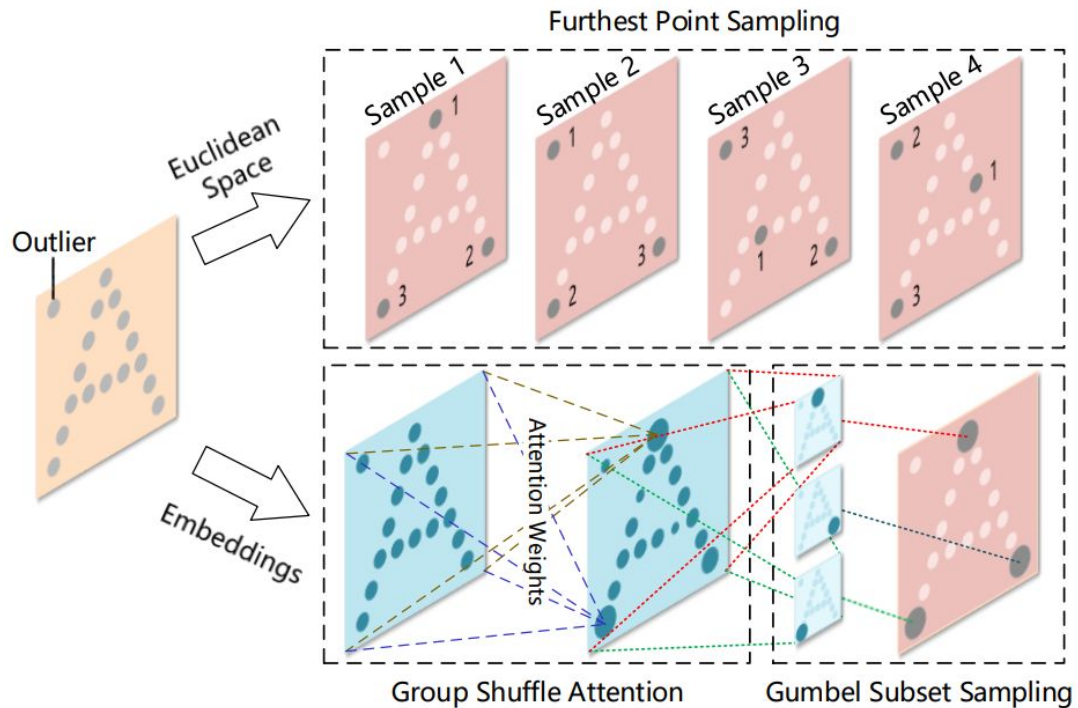 Furthest Point Sampling
Sample 1
Sample 2
Sample 3
Sample 4
1
2
3
1
3
2
3
1
2
2
1
3
Euclidean
Space
Outlier
Embeddings
Attention Weights
Group Shuffle Attention
Gumbel Subset Sampling